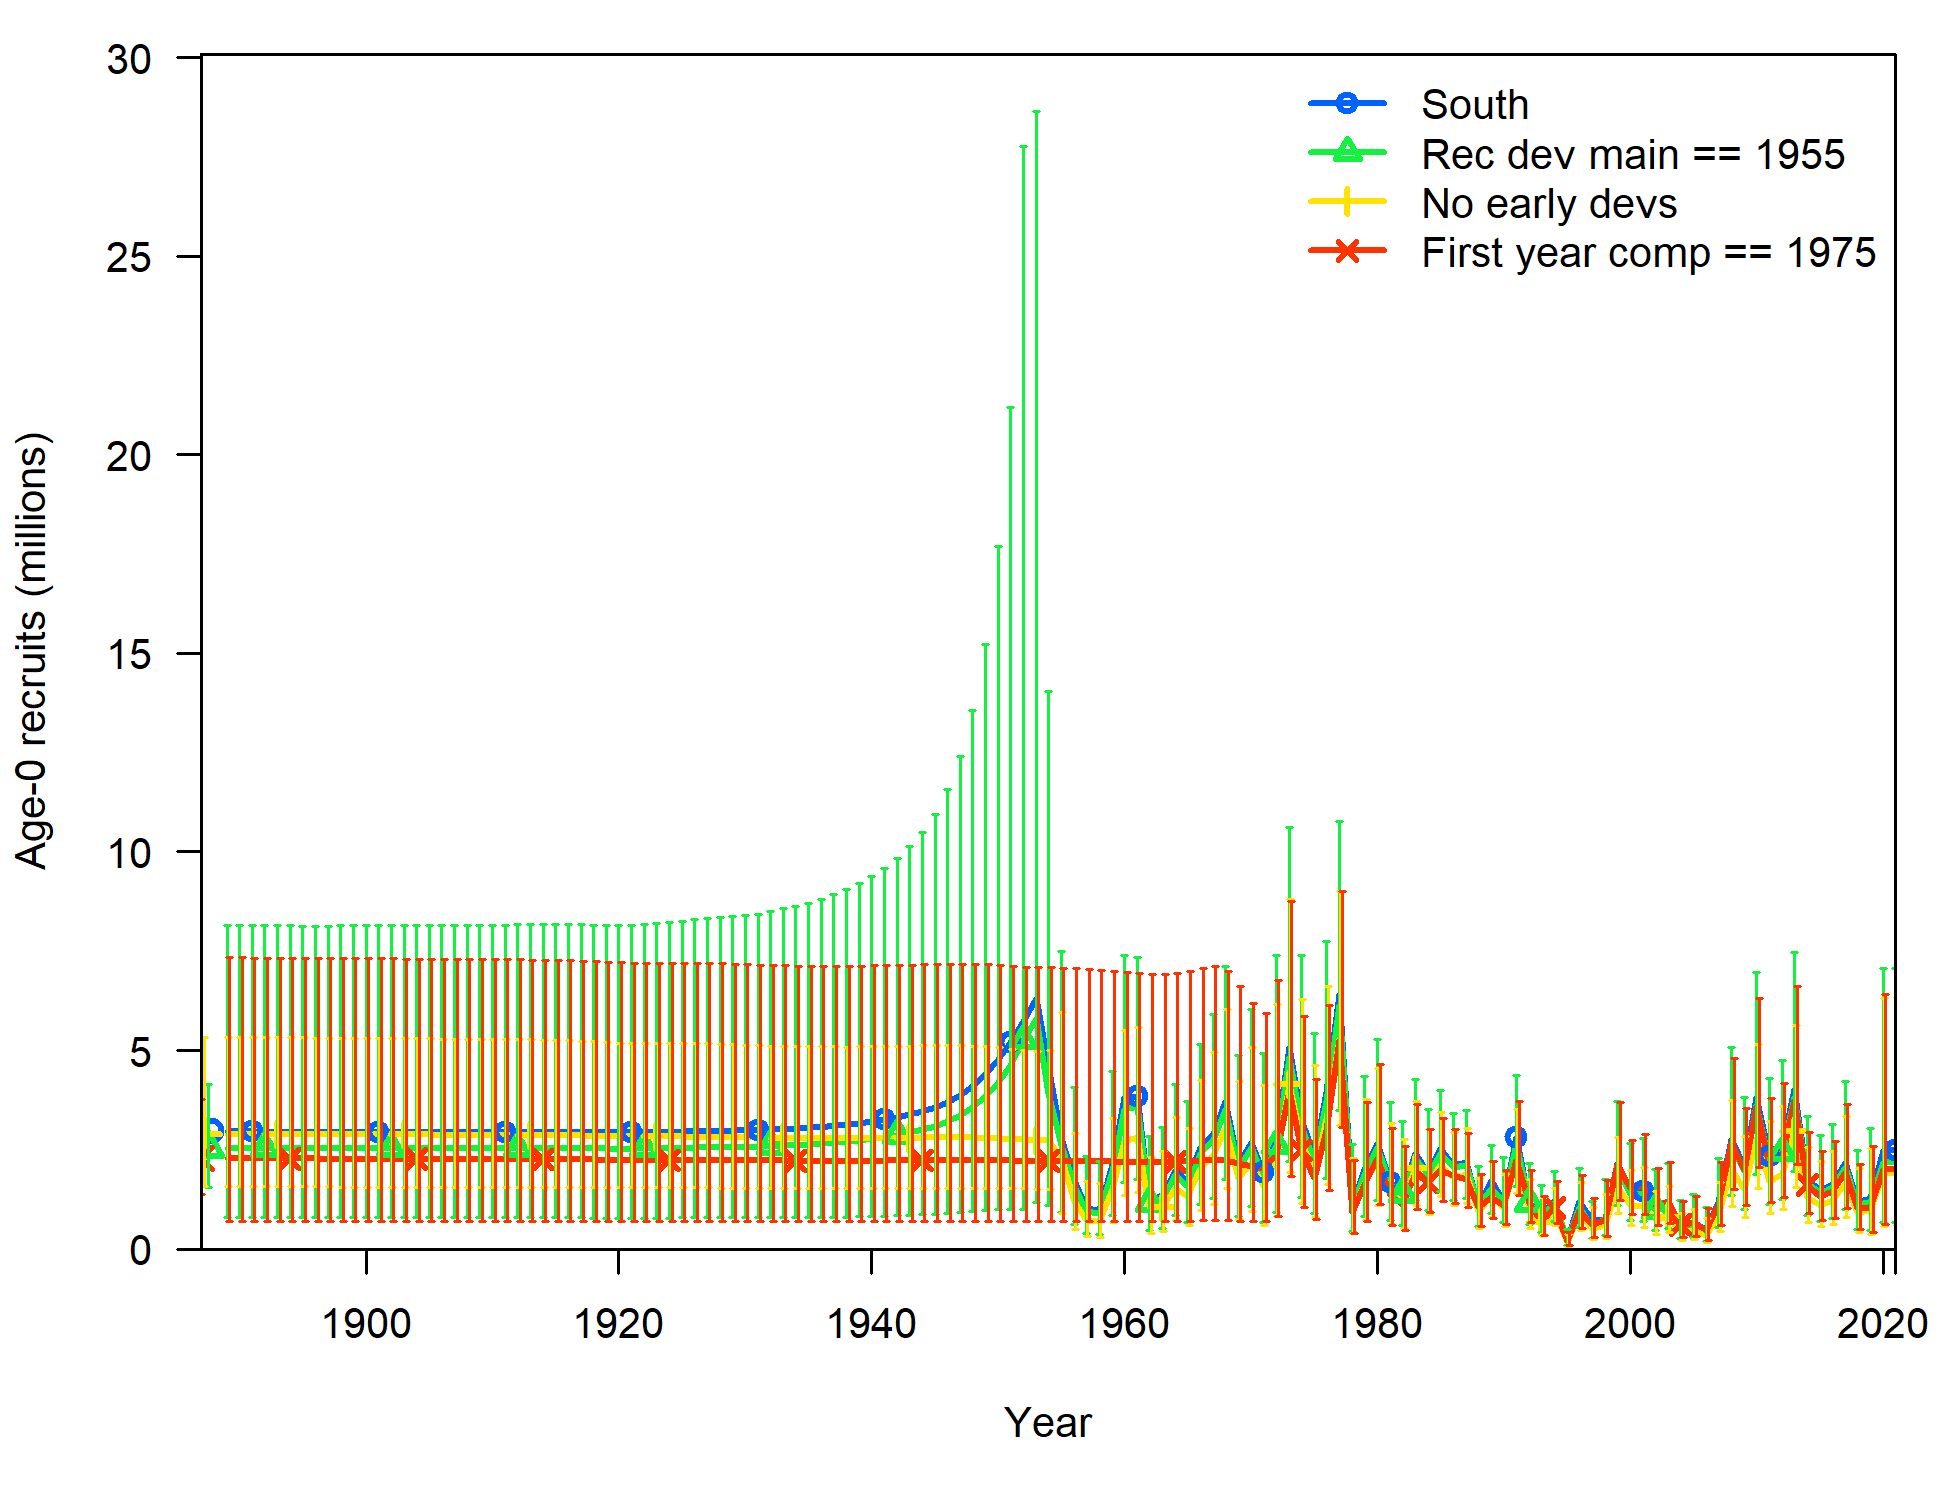 30
25
20
15
10
5
0
Age-0 recruits (millions)
South
Rec dev main == 1955
No early devs
First year comp == 1975
1900 1920 1940 1960 1980 2000 2020
Year